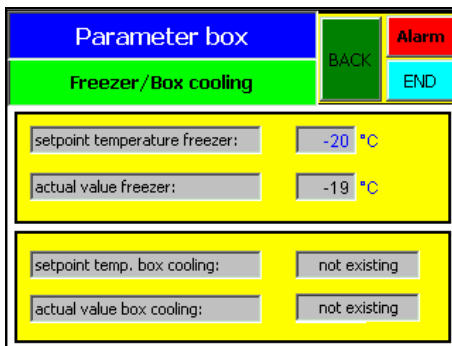 Parameter box
BACK
Alarm
Freezer/Box cooling
END
setpoint temperature freezer: -20 °C
actual value freezer: -19 °C
setpoint temp. box cooling: not existing
actual value box cooling: not existing